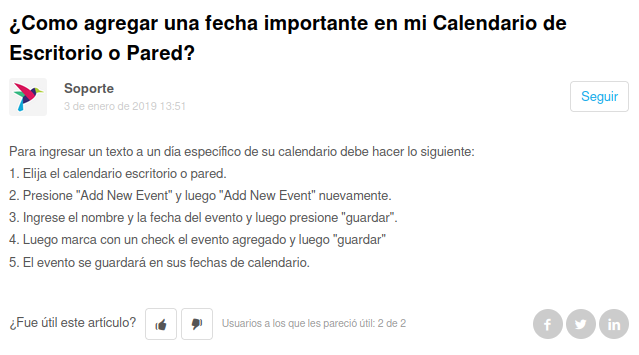 ¿Como agregar una fecha importante en mi Calendario de
Escritorio o Pared?
Soporte
3 de enero de 2019 13:51
Seguir
Para ingresar un texto a un día específico de su calendario debe hacer lo siguiente:
1. Elija el calendario escritorio o pared.
2. Presione "Add New Event" y luego "Add New Event" nuevamente.
3. Ingrese el nombre y la fecha del evento y luego presione "guardar".
4. Luego marca con un check el evento agregado y luego "guardar"
5. El evento se guardará en sus fechas de calendario.
¿Fue útil este artículo?
Usuarios a los que les pareció útil: 2 de 2